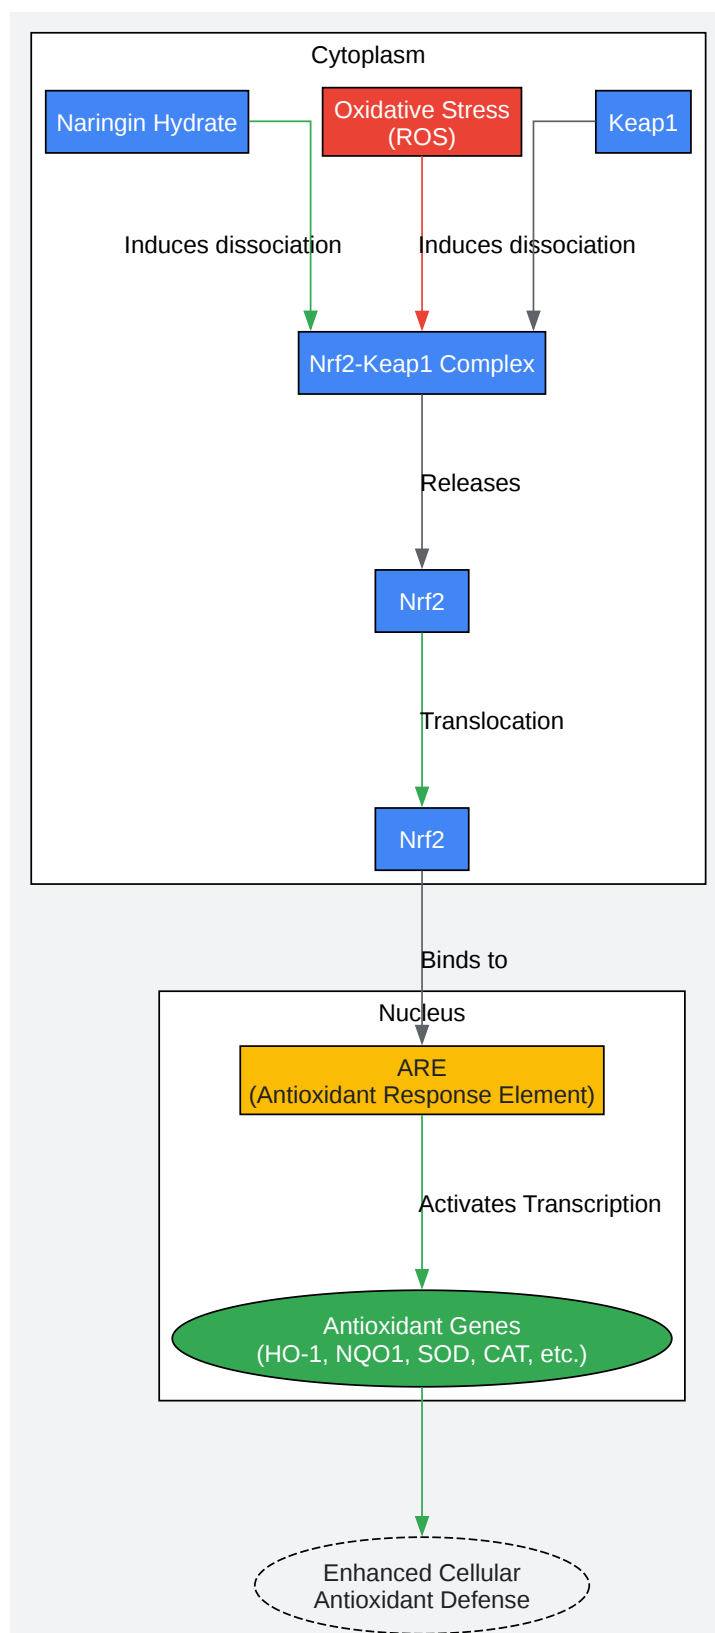 Cytoplasm
Naringin Hydrate
Oxidative Stress
(ROS)
Keap1
Induces dissociation
Induces dissociation
Nrf2-Keap1 Complex
Releases
Nrf2
Translocation
Nrf2
Binds to
Nucleus
ARE
(Antioxidant Response Element)
Activates Transcription
Antioxidant Genes
(HO-1, NQO1, SOD, CAT, etc.)
Enhanced Cellular
Antioxidant Defense